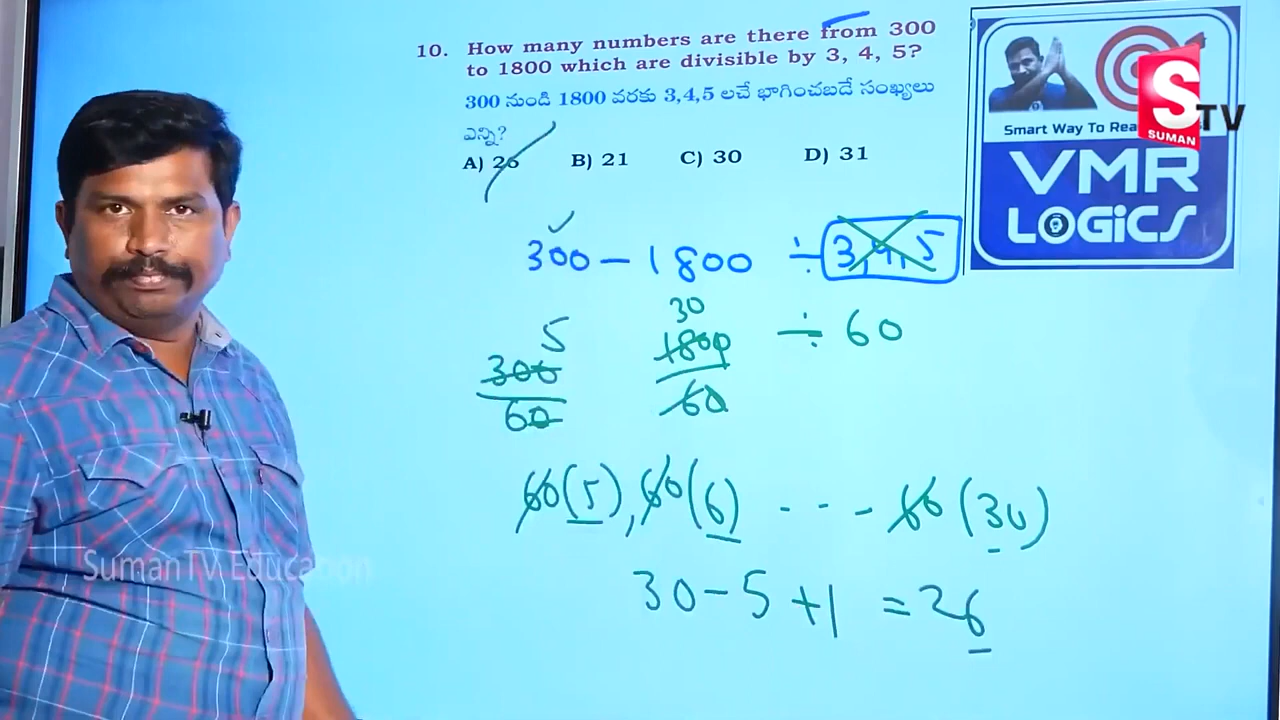 10. How many numbers are there from 300
to 1800 which are divisible by 3, 4, 5?
300 నుండి 1800 వరకు 3,4,5 లచే భాగించబడే సంఖ్యలు
ఎన్ని?
A) 26 B) 21 C) 30 D) 31
300 – 1800 ÷ 3,4,5
5 30
300 1800 ÷ 60
60 60
60(5), 60(6) - - - 60(30)
30 – 5 + 1 = 26
Smart Way To Rea
VMR
LOGiCS
S TV
SUMAN
SumanTV Education